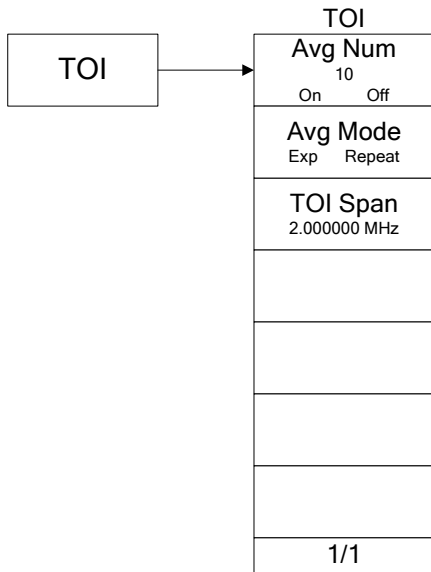 TOI
TOI
Avg Num
10
On Off
Avg Mode
Exp Repeat
TOI Span
2.000000 MHz
1/1